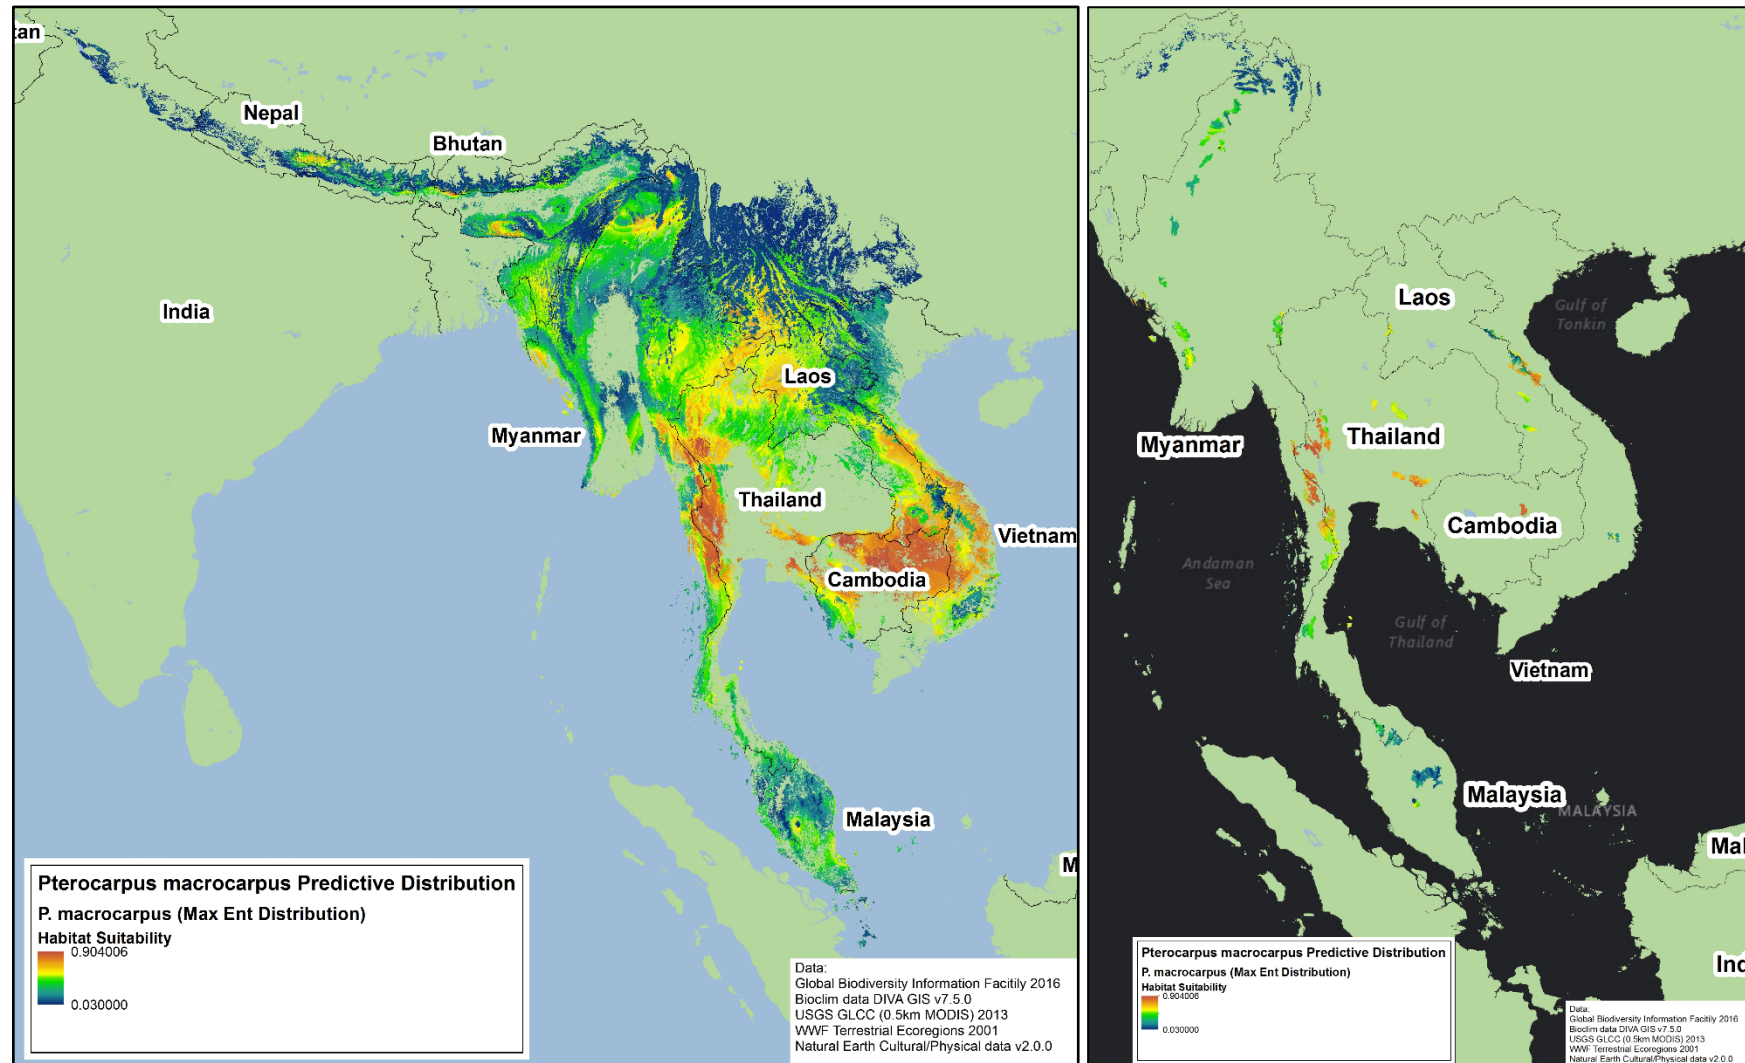 tan
Nepal
Bhutan
India
Laos
Myanmar
Thailand
Vietnam
Cambodia
Malaysia
M
Pterocarpus macrocarpus Predictive Distribution
P. macrocarpus (Max Ent Distribution)
Habitat Suitability
0.904006
0.030000
Data:
Global Biodiversity Information Facitily 2016
Bioclim data DIVA GIS v7.5.0
USGS GLCC (0.5km MODIS) 2013
WWF Terrestrial Ecoregions 2001
Natural Earth Cultural/Physical data v2.0.0
Laos
Gulf of
Tonkin
Myanmar
Thailand
Cambodia
Andaman
Sea
Gulf of
Thailand
Vietnam
Malaysia
MALAYSIA
Mal
Ind
Pterocarpus macrocarpus Predictive Distribution
P. macrocarpus (Max Ent Distribution)
Habitat Suitability
0.904006
0.030000
Data:
Global Biodiversity Information Facitily 2016
Bioclim data DIVA GIS v7.5.0
USGS GLCC (0.5km MODIS) 2013
WWF Terrestrial Ecoregions 2001
Natural Earth Cultural/Physical data v2.0.0